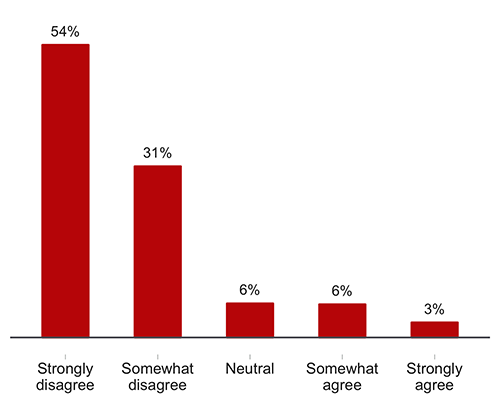 54%
31%
6%
6%
3%
Strongly
disagree
Somewhat
disagree
Neutral
Somewhat
agree
Strongly
agree